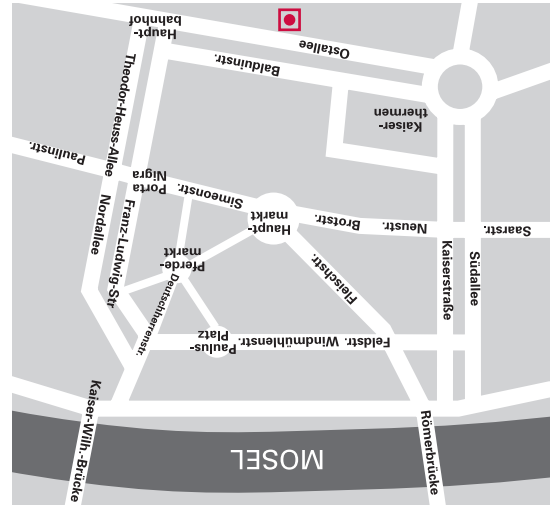 MOSEL
Römerbrücke
Kaiser-Wilh.-Brücke
Feldstr. Windmühlenstr.
Paulus-
Platz
Deutschherrenstr.
Südallee
Kaiserstraße
Fleischstr.
Pferde-
markt
Franz-Ludwig-Str
Nordallee
Saarstr.
Neustr.
Brotstr.
Haupt-
markt
Simeonstr.
Porta
Nigra
Paulinstr.
Theodor-Heuss-Allee
Kaiser-
thermen
Balduinstr.
Ostallee
Haupt-
bahnhof